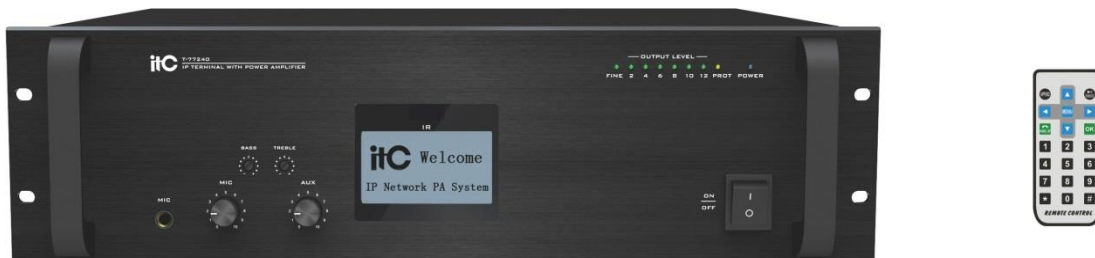 itC
T-77240
IP TERMINAL WITH POWER AMPLIFIER
OUTPUT LEVEL
FINE 2 4 6 8 10 12 PROT POWER
IR
itC Welcome
IP Network PA System
BASS TREBLE
MIC AUX
MIC
ON
OFF
MENU
OK
1 2 3
4 5 6
7 8 9
* 0 #
REMOTE CONTROL